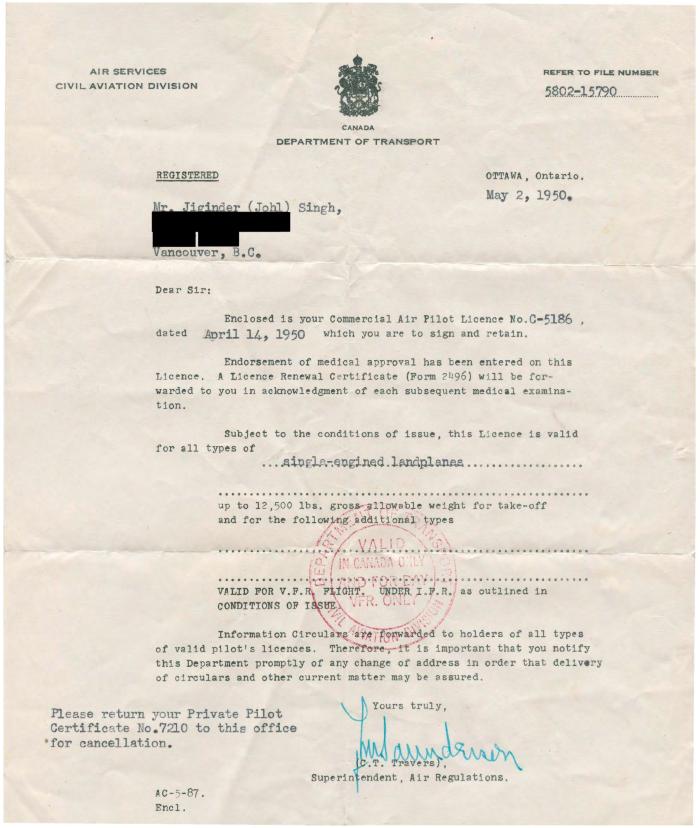 AIR SERVICES
CIVIL AVIATION DIVISION
CANADA
DEPARTMENT OF TRANSPORT
REFER TO FILE NUMBER
5802-15790
REGISTERED
OTTAWA, Ontario.
May 2, 1950.
Mr. Jiginder (Johl) Singh,
Vancouver, B.C.
Dear Sir:
Enclosed is your Commercial Air Pilot Licence No.C-5186 ,
dated April 14, 1950 which you are to sign and retain.
Endorsement of medical approval has been entered on this
Licence. A Licence Renewal Certificate (Form 2496) will be for-
warded to you in acknowledgment of each subsequent medical examina-
tion.
Subject to the conditions of issue, this Licence is valid
for all types of
...single-engined landplanes...................
up to 12,500 lbs. gross allowable weight for take-off
and for the following additional types
VALID FOR V.F.R. FLIGHT. UNDER I.F.R. as outlined in
CONDITIONS OF ISSUE.
DEPARTMENT OF TRANSPORT
VALID
IN CANADA ONLY
AND FOR DAY
VFR. ONLY
CIVIL AVIATION DIVISION
Information Circulars are forwarded to holders of all types
of valid pilot's licences. Therefore, it is important that you notify
this Department promptly of any change of address in order that delivery
of circulars and other current matter may be assured.
Yours truly,
Please return your Private Pilot
Certificate No.7210 to this office
for cancellation.
(C.T. Travers),
Superintendent, Air Regulations.
AC-5-87.
Encl.